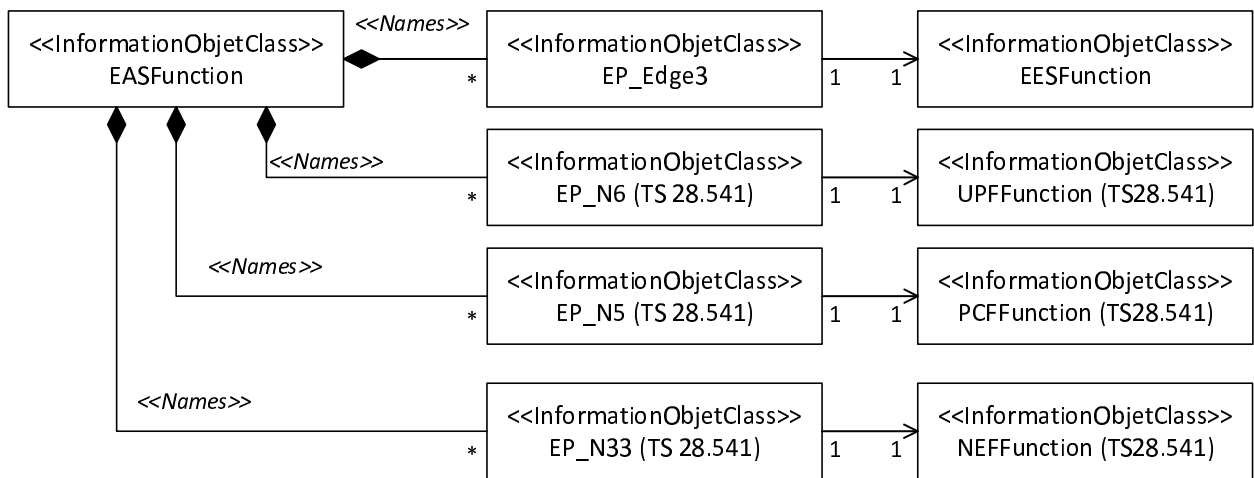 <<Names>>
<<InformationObjetClass>>
EASFunction
*
<<InformationObjetClass>>
EP_Edge3
1 1
<<InformationObjetClass>>
EESFunction
<<Names>>
*
<<InformationObjetClass>>
EP_N6 (TS 28.541)
1 1
<<InformationObjetClass>>
UPFFunction (TS28.541)
<<Names>>
*
<<InformationObjetClass>>
EP_N5 (TS 28.541)
1 1
<<InformationObjetClass>>
PCFFunction (TS28.541)
<<Names>>
*
<<InformationObjetClass>>
EP_N33 (TS 28.541)
1 1
<<InformationObjetClass>>
NEFFunction (TS28.541)